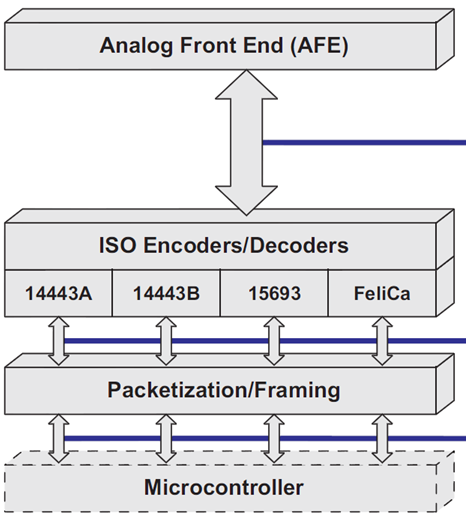 Analog Front End (AFE)
ISO Encoders/Decoders
14443A 14443B 15693 FeliCa
Packetization/Framing
Microcontroller